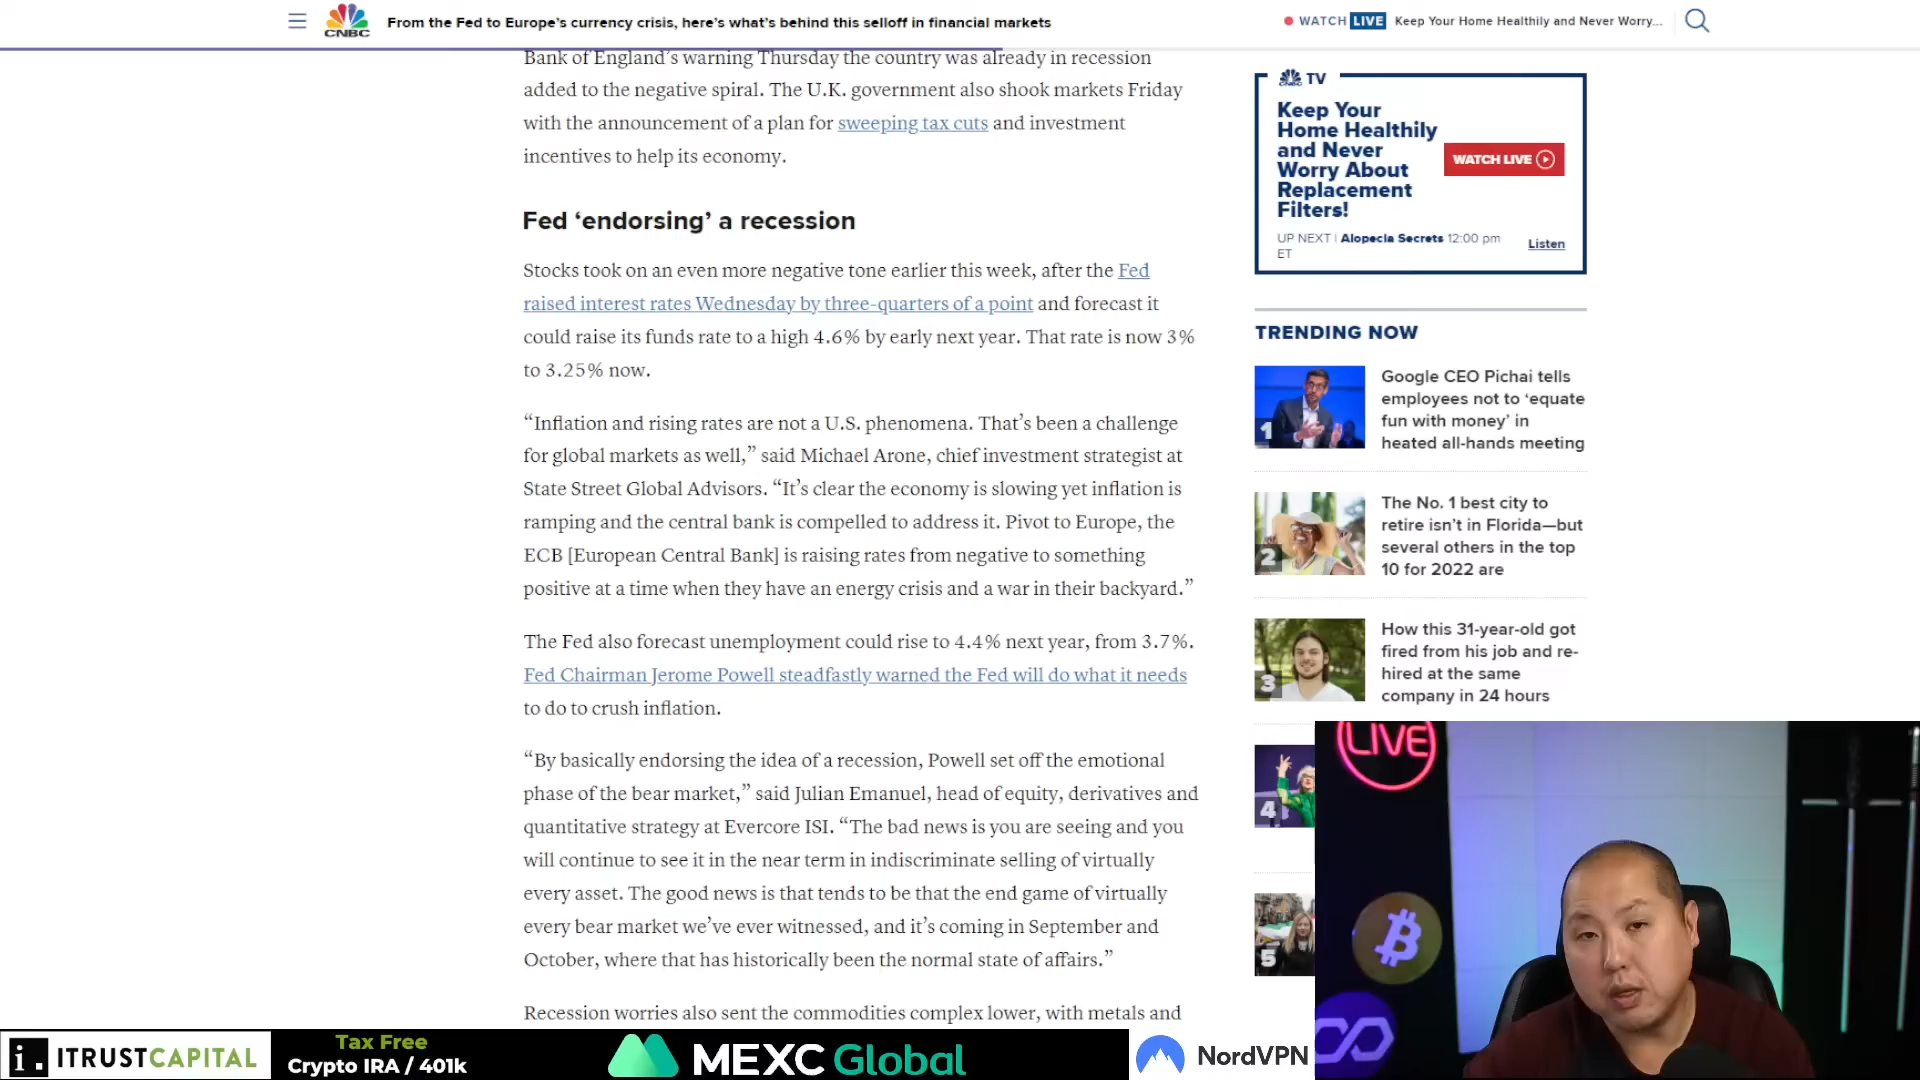 CNBC
From the Fed to Europe's currency crisis, here's what's behind this selloff in financial markets
WATCH LIVE Keep Your Home Healthily and Never Worry...
Bank of England's warning Thursday the country was already in recession
added to the negative spiral. The U.K. government also shook markets Friday
with the announcement of a plan for sweeping tax cuts and investment
incentives to help its economy.
Fed ‘endorsing’ a recession
Stocks took on an even more negative tone earlier this week, after the Fed
raised interest rates Wednesday by three-quarters of a point and forecast it
could raise its funds rate to a high 4.6% by early next year. That rate is now 3%
to 3.25% now.
“Inflation and rising rates are not a U.S. phenomena. That’s been a challenge
for global markets as well,” said Michael Arone, chief investment strategist at
State Street Global Advisors. “It’s clear the economy is slowing yet inflation is
ramping and the central bank is compelled to address it. Pivot to Europe, the
ECB [European Central Bank] is raising rates from negative to something
positive at a time when they have an energy crisis and a war in their backyard.”
The Fed also forecast unemployment could rise to 4.4% next year, from 3.7%.
Fed Chairman Jerome Powell steadfastly warned the Fed will do what it needs
to do to crush inflation.
“By basically endorsing the idea of a recession, Powell set off the emotional
phase of the bear market,” said Julian Emanuel, head of equity, derivatives and
quantitative strategy at Evercore ISI. “The bad news is you are seeing and you
will continue to see it in the near term in indiscriminate selling of virtually
every asset. The good news is that tends to be that the end game of virtually
every bear market we’ve ever witnessed, and it’s coming in September and
October, where that has historically been the normal state of affairs.”
Recession worries also sent the commodities complex lower, with metals and
CNBC TV
Keep Your
Home Healthily
and Never
Worry About
Replacement
Filters!
WATCH LIVE
UP NEXT | Alopecia Secrets 12:00 pm
ET
Listen
TRENDING NOW
1
Google CEO Pichai tells
employees not to ‘equate
fun with money’ in
heated all-hands meeting
2
The No. 1 best city to
retire isn’t in Florida—but
several others in the top
10 for 2022 are
3
How this 31-year-old got
fired from his job and re-
hired at the same
company in 24 hours
4
5
LIVE
i. ITRUSTCAPITAL
Tax Free
Crypto IRA / 401k
MEXC Global
NordVPN